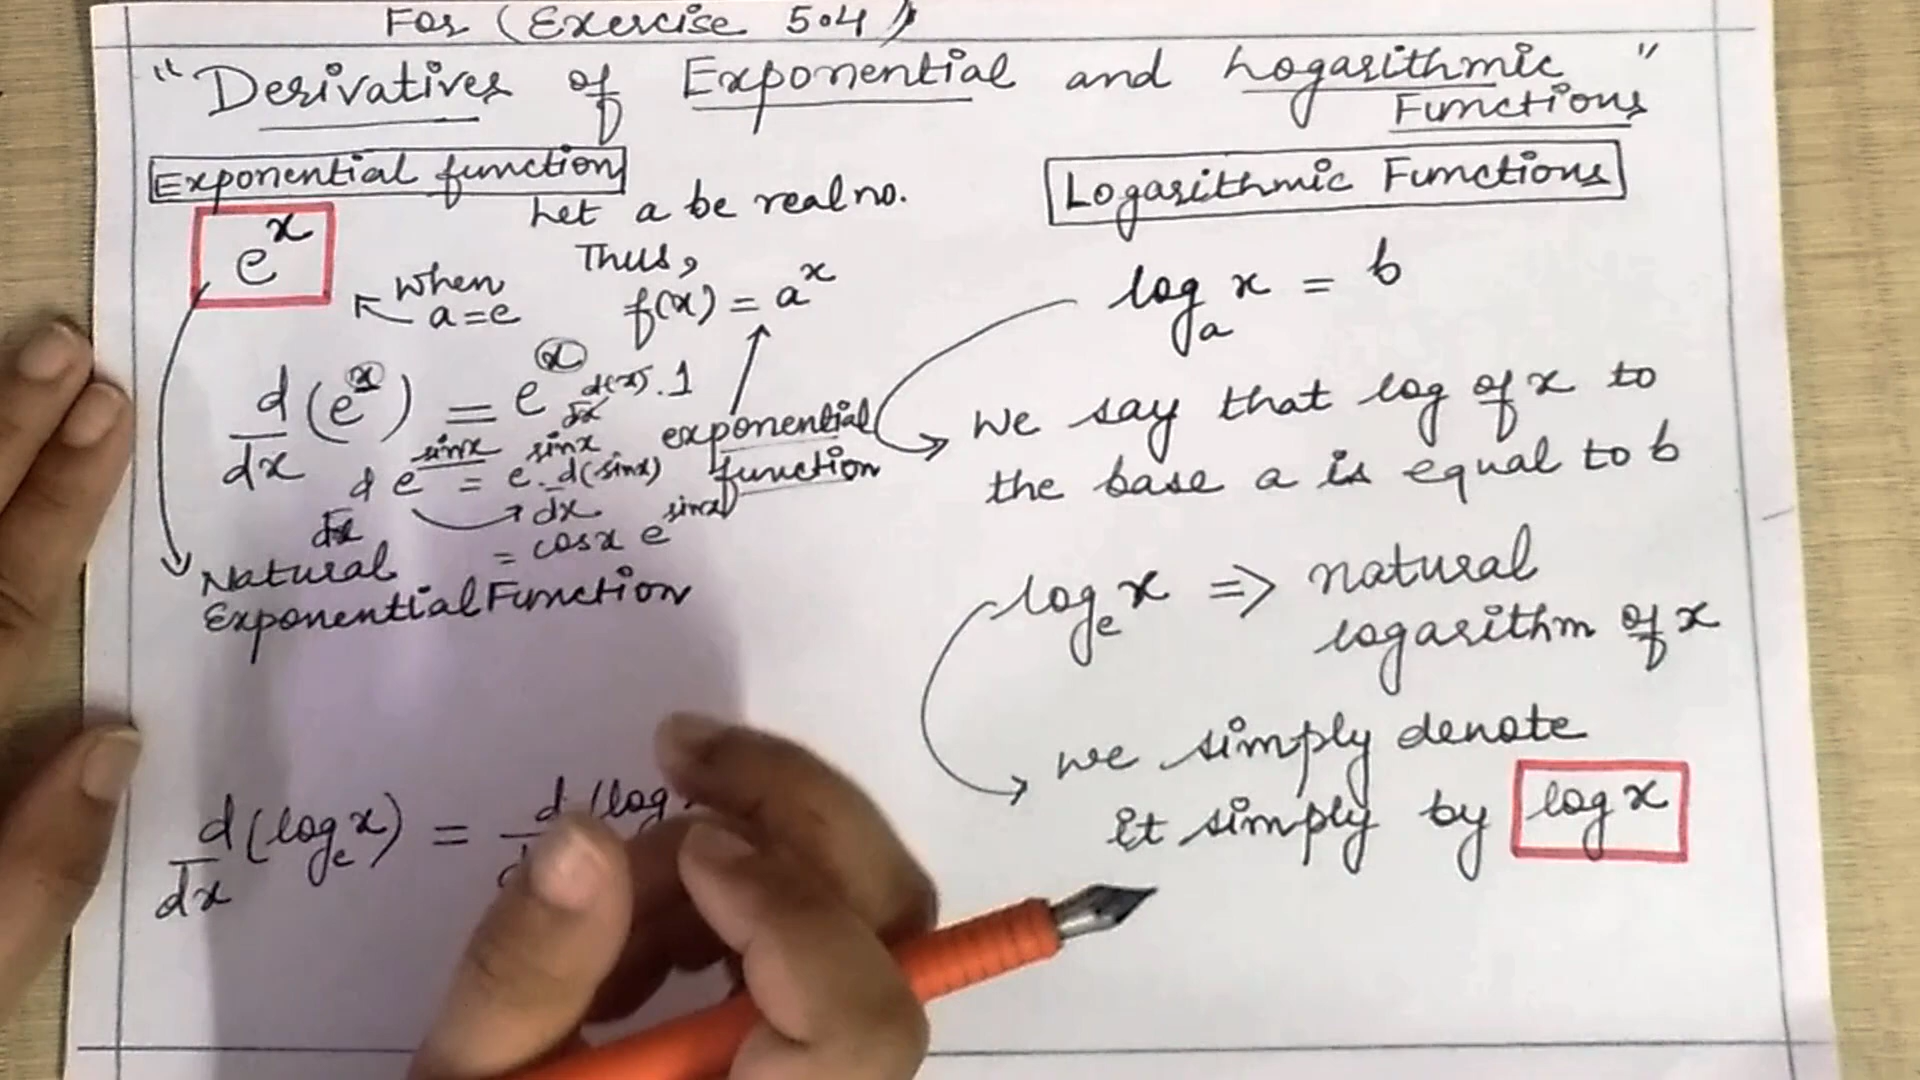 For (Exercise 5.4)
"Derivatives of Exponential and Logarithmic
Functions"
Exponential function
e^x
Let a be real no.
Thus,
f(x) = a^x
When
a=e
exponential
function
d/dx (e^x) = e^x d(x)/dx . 1
d/dx e^sinx = e^sinx . d(sinx)/dx
= cosx e^sinx
Natural
Exponential Function
d/dx (log_e x) = d (log
Logarithmic Functions
log_a x = b
We say that log of x to
the base a is equal to b
log_e x => natural
logarithm of x
we simply denote
it simply by log x